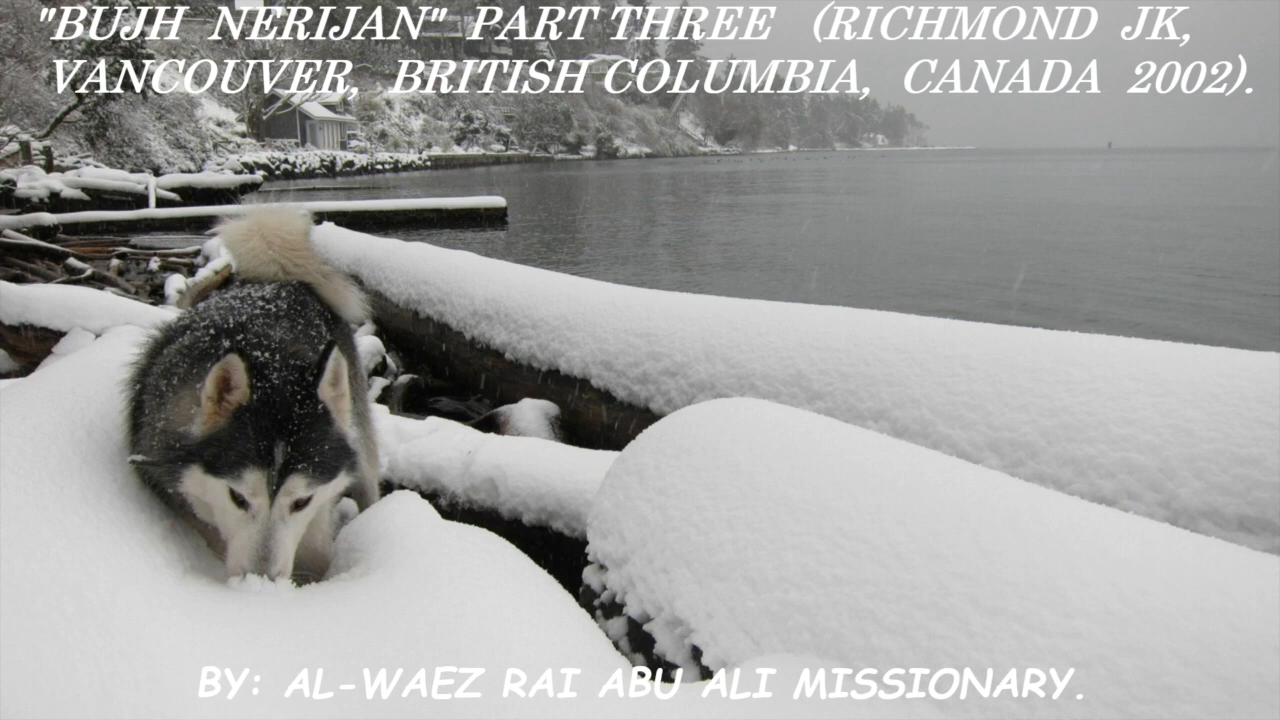 "BUJH NERIJAN" PART THREE (RICHMOND JK,
VANCOUVER, BRITISH COLUMBIA, CANADA 2002).
BY: AL-WAEZ RAI ABU ALI MISSIONARY.